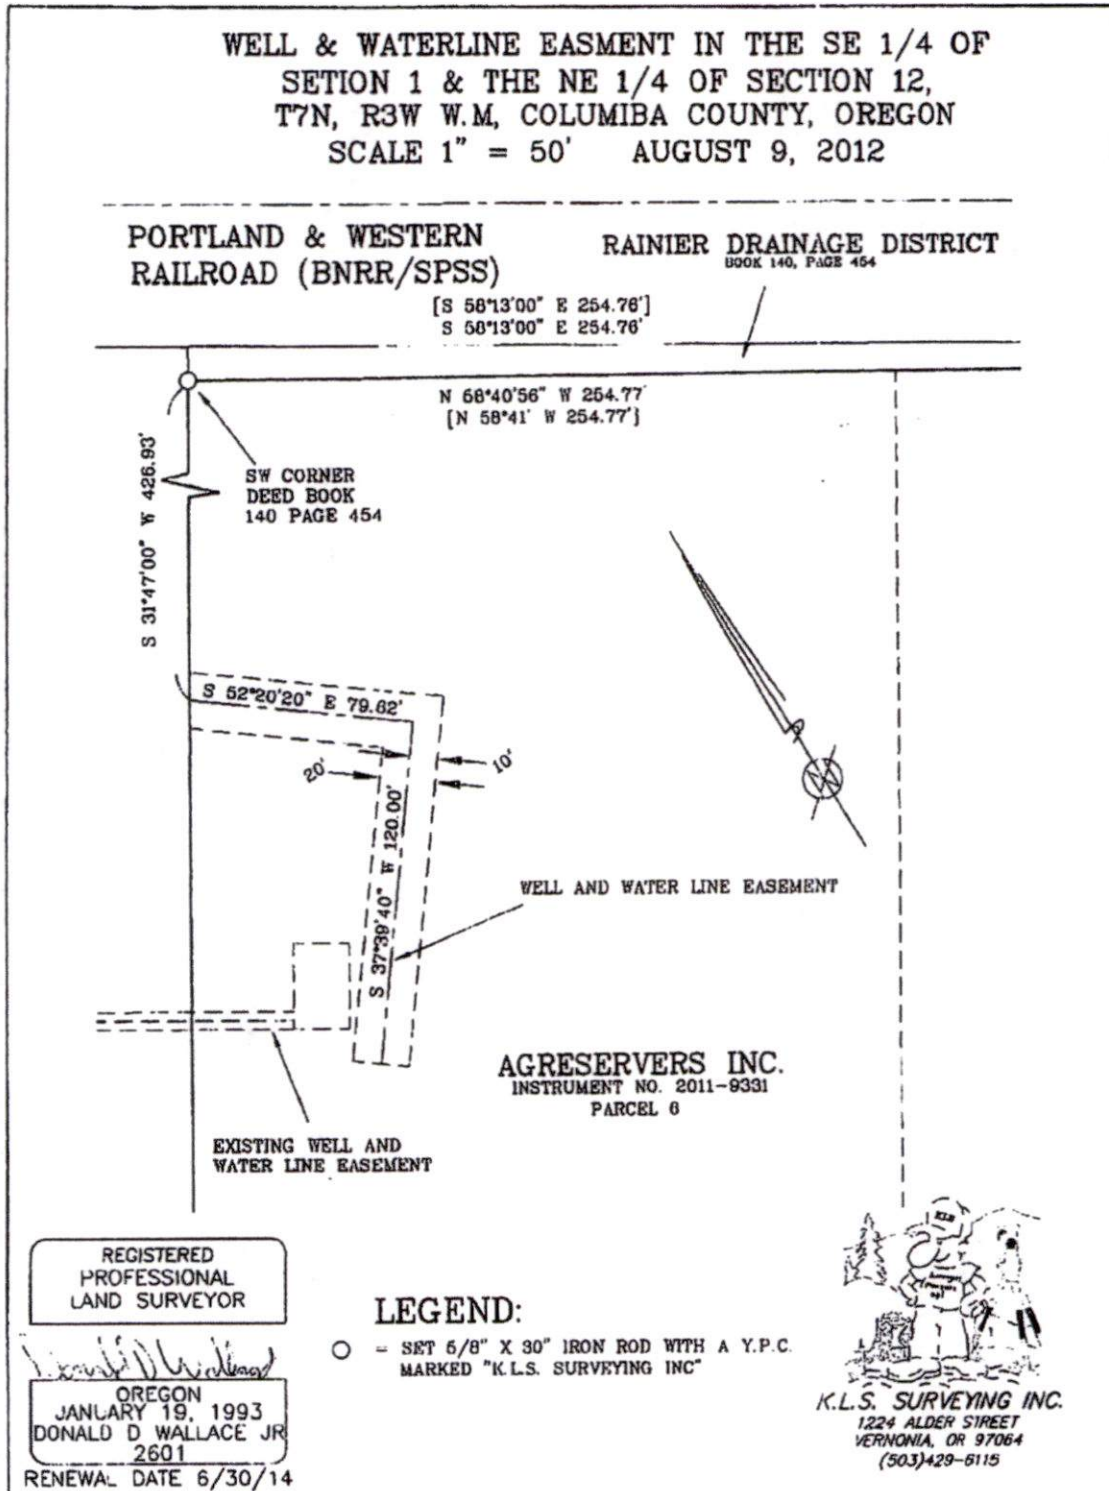 WELL & WATERLINE EASMENT IN THE SE 1/4 OF
SETION 1 & THE NE 1/4 OF SECTION 12,
T7N, R3W W.M, COLUMIBA COUNTY, OREGON
SCALE 1" = 50' AUGUST 9, 2012
PORTLAND & WESTERN
RAILROAD (BNRR/SPSS)
RAINIER DRAINAGE DISTRICT
BOOK 140, PAGE 454
[S 58°13'00" E 254.76']
S 58°13'00" E 254.76'
N 58°40'56" W 254.77'
[N 58°41' W 254.77']
SW CORNER
DEED BOOK
140 PAGE 454
S 31°47'00" W 426.93'
S 52°20'20" E 79.62'
20'
10'
S 37°39'40" W 120.00'
WELL AND WATER LINE EASEMENT
AGRESERVERS INC.
INSTRUMENT NO. 2011-9331
PARCEL 6
EXISTING WELL AND
WATER LINE EASEMENT
REGISTERED
PROFESSIONAL
LAND SURVEYOR
OREGON
JANUARY 19, 1993
DONALD D WALLACE JR
2601
RENEWAL DATE 6/30/14
LEGEND:
O = SET 5/8" X 30" IRON ROD WITH A Y.P.C.
MARKED "K.L.S. SURVEYING INC"
KLS
K.L.S. SURVEYING INC.
1224 ALDER STREET
VERNONIA, OR 97064
(503)429-6115